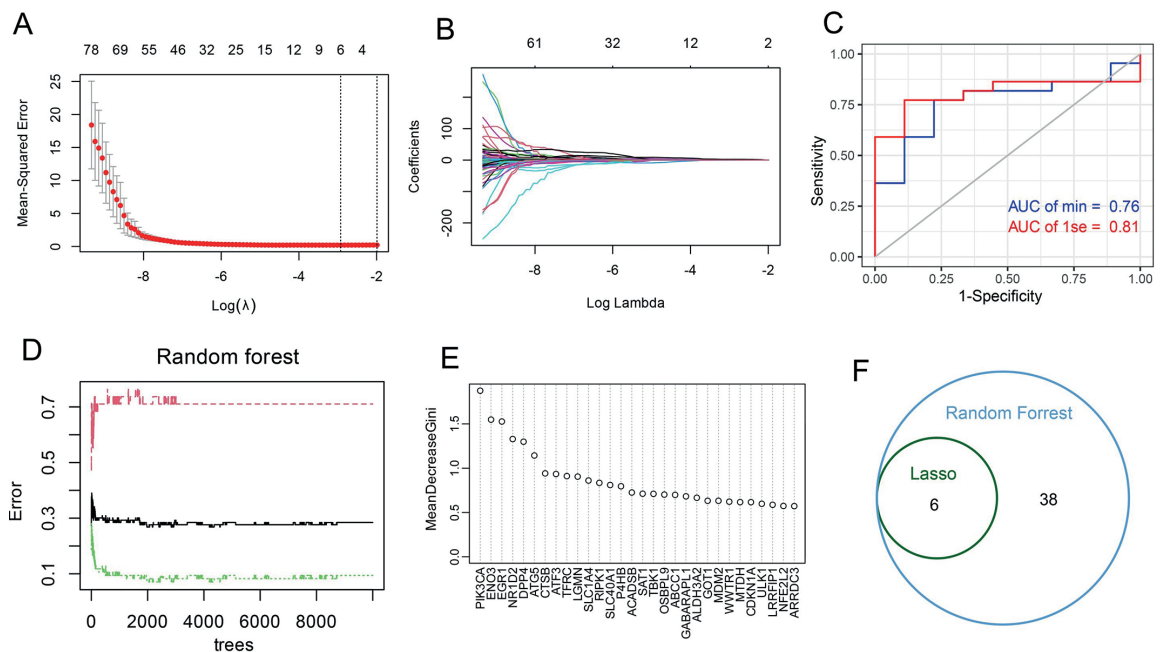 A
78 69 55 46 32 25 15 12 9 6 4
25
20
15
10
5
0
Mean-Squared Error
-8 -6 -4 -2
Log(λ)
B
61 32 12 2
100
0
-200
Coefficients
-8 -6 -4 -2
Log Lambda
C
1.00
0.75
0.50
0.25
0.00
Sensitivity
AUC of min = 0.76
AUC of 1se = 0.81
0.00 0.25 0.50 0.75 1.00
1-Specificity
D
Random forest
0.7
0.5
0.3
0.1
Error
0 2000 4000 6000 8000
trees
E
1.5
1.0
0.5
0.0
MeanDecreaseGini
PIK3CA
ENO3
EGR1
NR1D2
DPP4
ATG5
CTSB
ATF3
TFRC
LGMN
SLC1A4
RIPK1
SLC40A1
P4HB
ACADSB
SAT1
TBK1
OSBPL9
ABCC1
GABARAPL1
ALDH3A2
GOT1
MDM2
WWTR1
MTDH
CDKN1A
ULK1
LRRFIP1
NFE2L2
ARRDC3
F
Random Forrest
Lasso
6
38